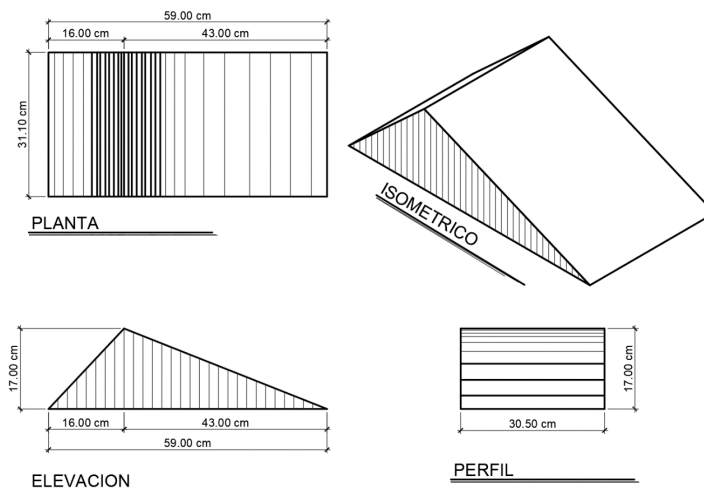 59.00 cm
16.00 cm
43.00 cm
31.10 cm
PLANTA
ISOMETRICO
17.00 cm
16.00 cm
43.00 cm
59.00 cm
ELEVACION
17.00 cm
30.50 cm
PERFIL